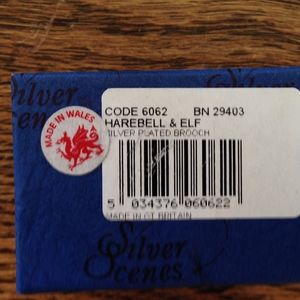 Silver
Scenes
MADE IN WALES
CODE 6062 BN 29403
HAREBELL & ELF
SILVER PLATED BROOCH
5 034376 060622
MADE IN GT BRITAIN
Silver
Scenes